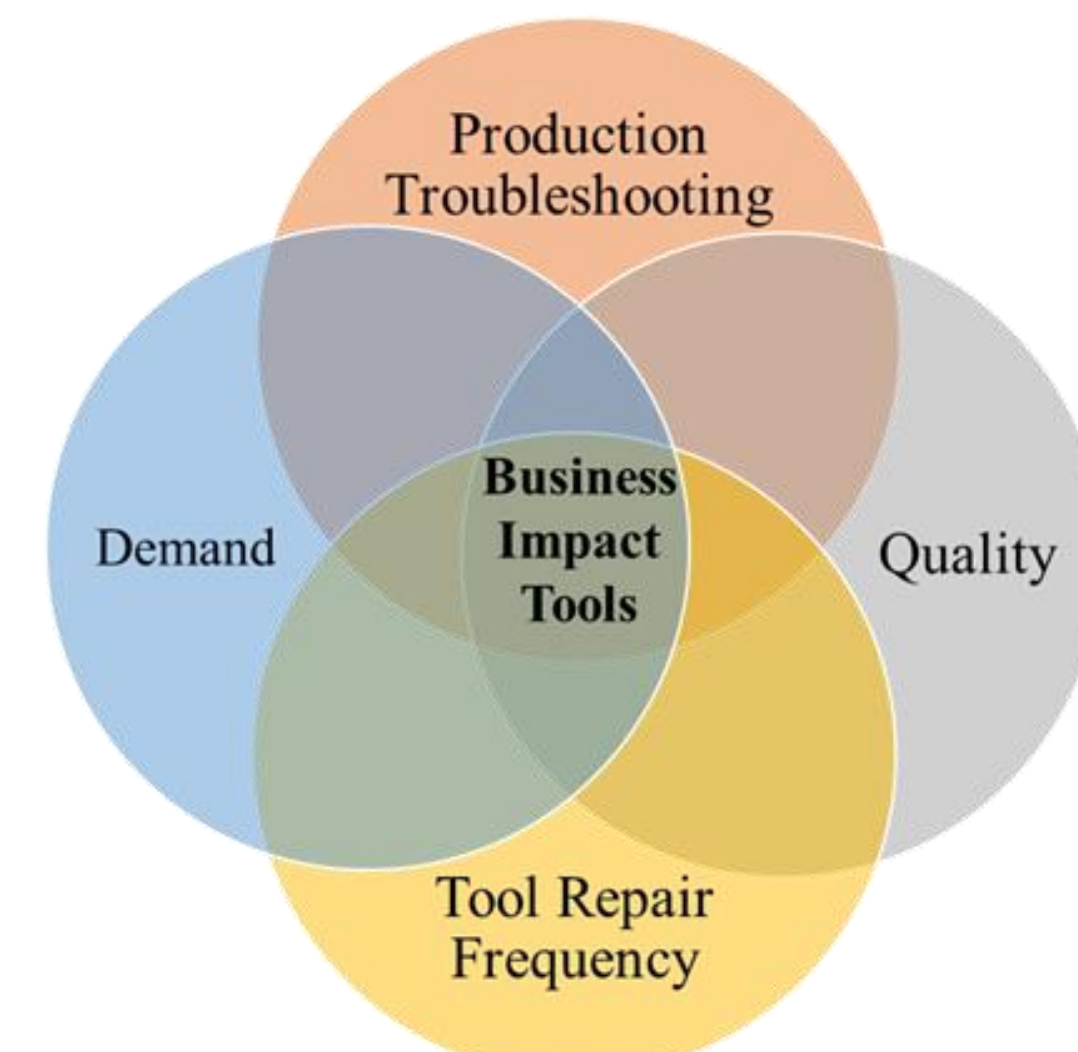 Production
Troubleshooting
Demand
Business
Impact
Tools
Quality
Tool Repair
Frequency